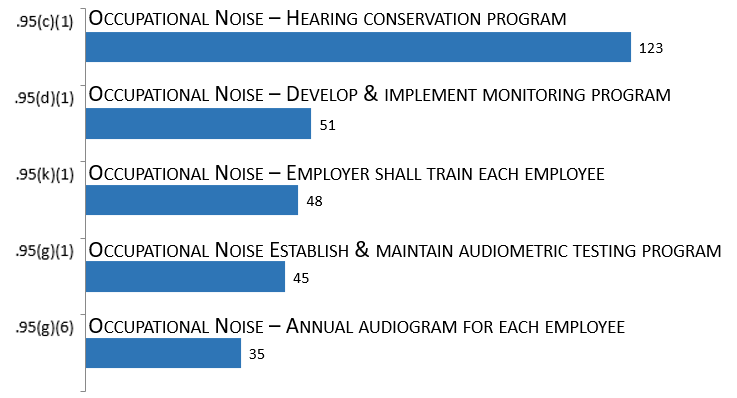 .95(c)(1) Occupational Noise – Hearing conservation program
123
.95(d)(1) Occupational Noise – Develop & implement monitoring program
51
.95(k)(1) Occupational Noise – Employer shall train each employee
48
.95(g)(1) Occupational Noise Establish & maintain audiometric testing program
45
.95(g)(6) Occupational Noise – Annual audiogram for each employee
35